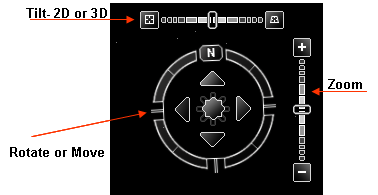 Tilt- 2D or 3D
N
+
Zoom
Rotate or Move
−